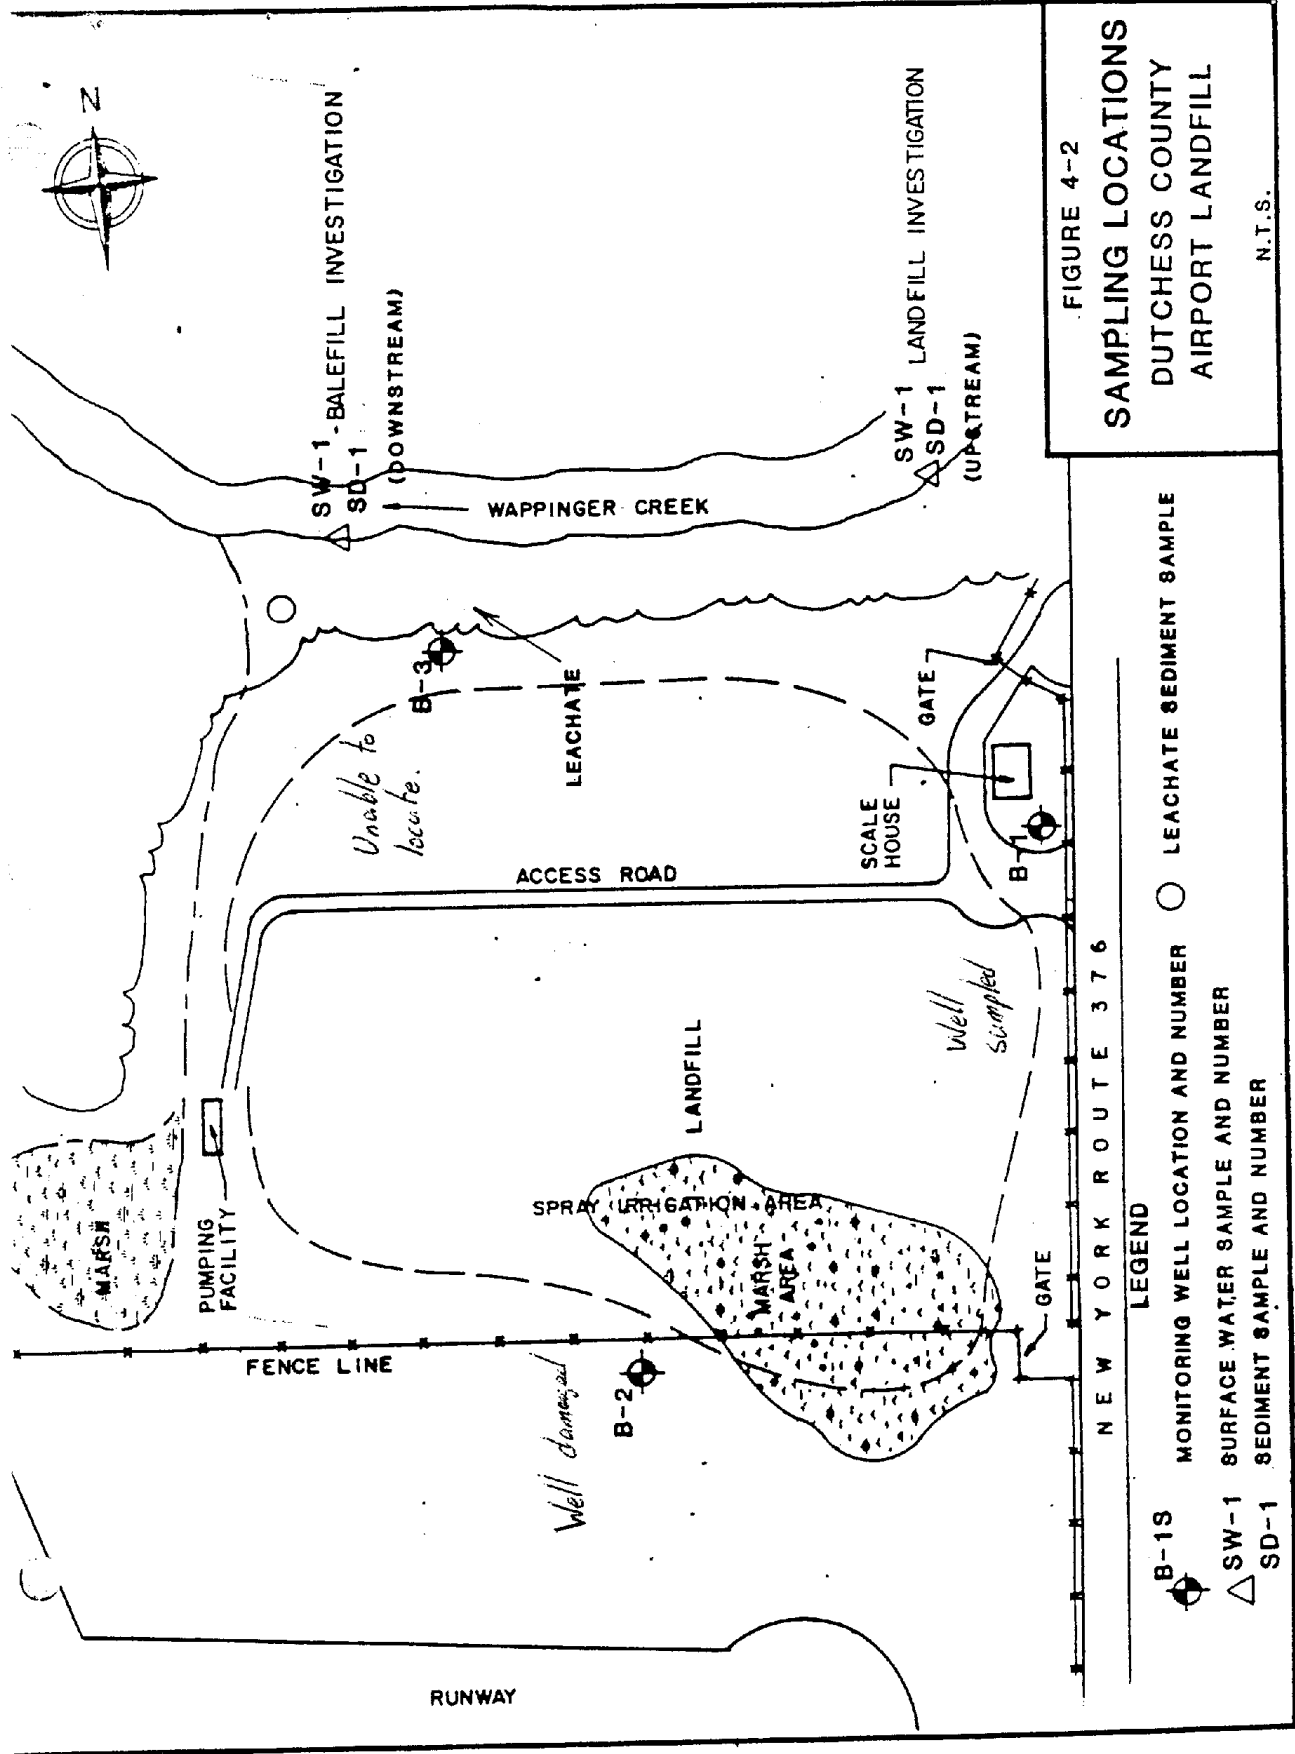 N
SW-1 - BALEFILL INVESTIGATION
SD-1
(DOWNSTREAM)
WAPPINGER CREEK
SW-1 LANDFILL INVESTIGATION
SD-1
(UPSTREAM)
B-3
Unable to
locate.
LEACHATE
GATE
SCALE
HOUSE
B-1
ACCESS ROAD
Well
sampled
MARSH
PUMPING
FACILITY
LANDFILL
SPRAY IRRIGATION AREA
MARSH
AREA
GATE
FENCE LINE
B-2
Well damaged
RUNWAY
NEW YORK ROUTE 376
LEGEND
B-1S MONITORING WELL LOCATION AND NUMBER
LEACHATE SEDIMENT SAMPLE
SW-1 SURFACE WATER SAMPLE AND NUMBER
SD-1 SEDIMENT SAMPLE AND NUMBER
FIGURE 4-2
SAMPLING LOCATIONS
DUTCHESS COUNTY
AIRPORT LANDFILL
N.T.S.